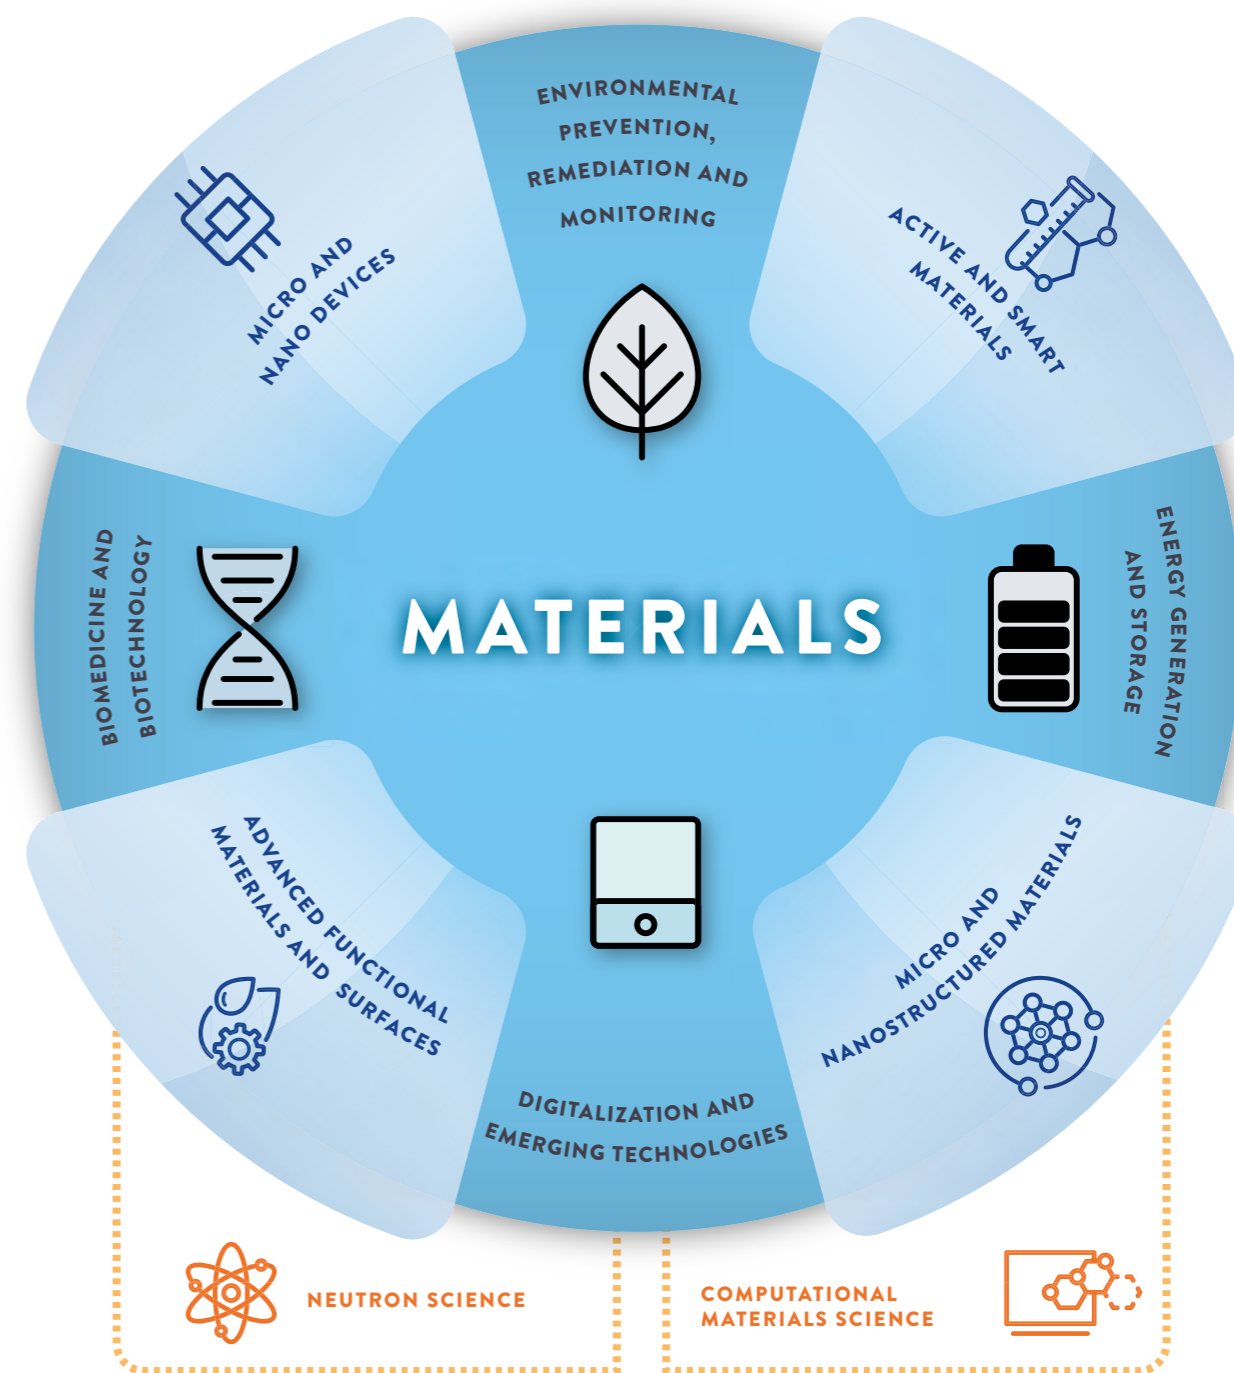 ENVIRONMENTAL
PREVENTION,
REMEDIATION AND
MONITORING
MICRO AND
NANO DEVICES
ACTIVE AND SMART
MATERIALS
BIOMEDICINE AND
BIOTECHNOLOGY
MATERIALS
ENERGY GENERATION
AND STORAGE
ADVANCED FUNCTIONAL
MATERIALS AND SURFACES
MICRO AND
NANOSTRUCTURED MATERIALS
DIGITALIZATION AND
EMERGING TECHNOLOGIES
NEUTRON SCIENCE
COMPUTATIONAL
MATERIALS SCIENCE